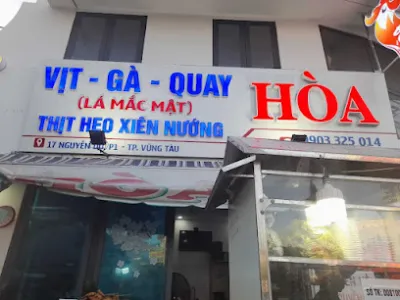 VỊT - GÀ - QUAY
(LÁ MẮC MẬT)
THỊT HEO XIÊN NƯỚNG
HÒA
17 NGUYỄN DU, P1 - TP. VŨNG TÀU
0903 325 014